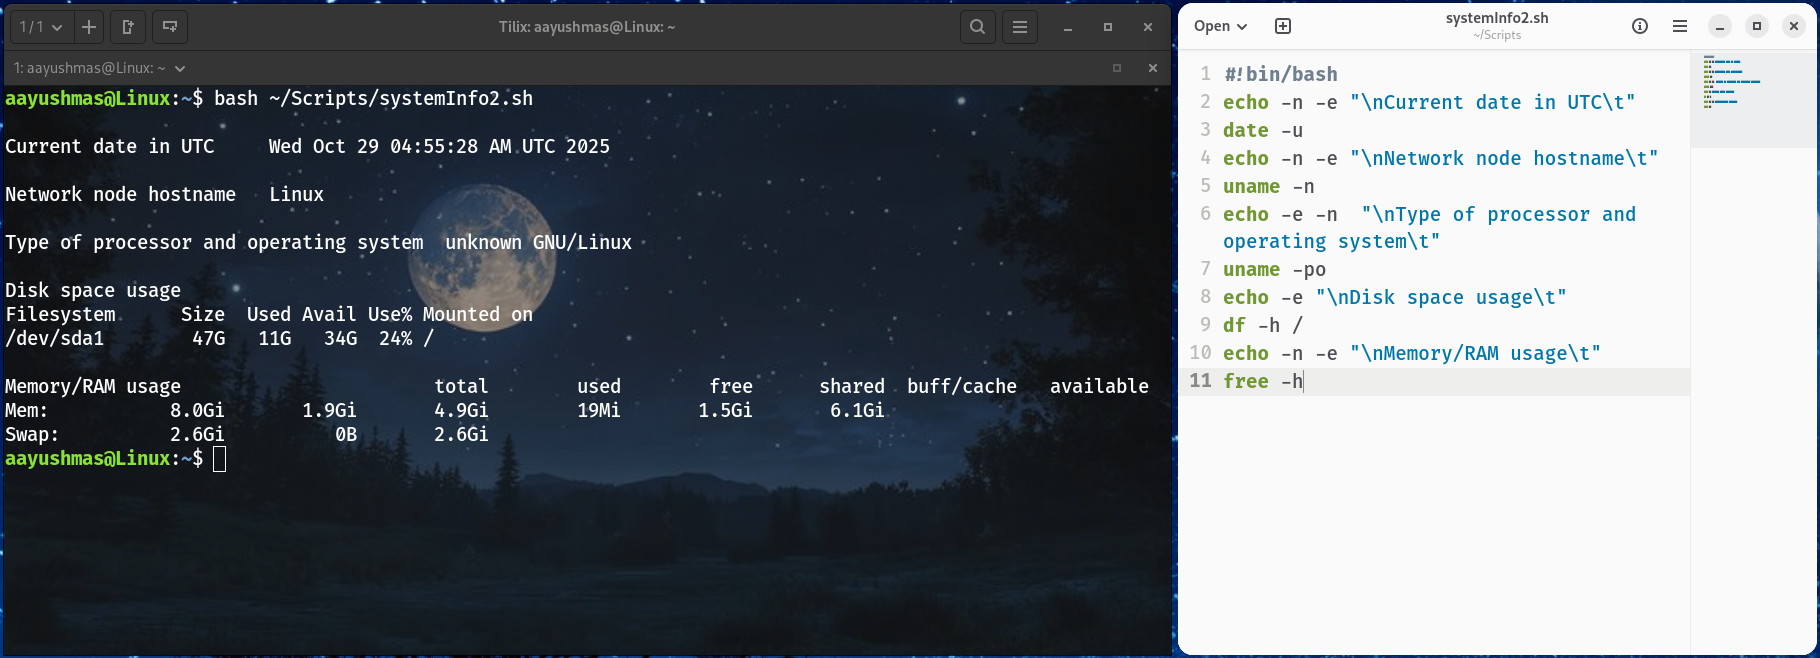 1 / 1
Tilix: aayushmas@Linux: ~
1: aayushmas@Linux: ~
aayushmas@Linux:~$ bash ~/Scripts/systemInfo2.sh
Current date in UTC     Wed Oct 29 04:55:28 AM UTC 2025
Network node hostname   Linux
Type of processor and operating system  unknown GNU/Linux
Disk space usage
Filesystem      Size  Used Avail Use% Mounted on
/dev/sda1        47G   11G   34G  24% /
Memory/RAM usage                       total        used        free      shared  buff/cache   available
Mem:           8.0Gi       1.9Gi       4.9Gi        19Mi       1.5Gi       6.1Gi
Swap:          2.6Gi          0B       2.6Gi
aayushmas@Linux:~$
Open
systemInfo2.sh
~/Scripts
1 #!bin/bash
2 echo -n -e "\nCurrent date in UTC\t"
3 date -u
4 echo -n -e "\nNetwork node hostname\t"
5 uname -n
6 echo -e -n  "\nType of processor and
operating system\t"
7 uname -po
8 echo -e "\nDisk space usage\t"
9 df -h /
10 echo -n -e "\nMemory/RAM usage\t"
11 free -h